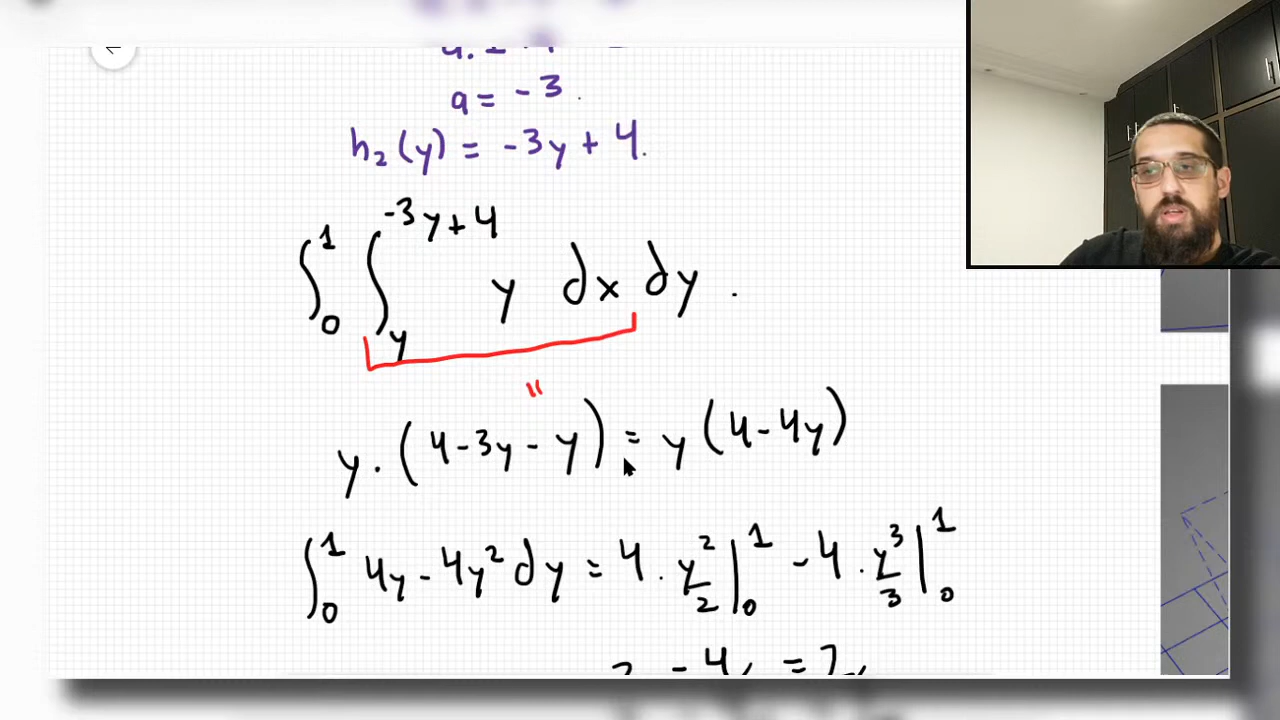 a = -3.
h₂(y) = -3y + 4.
∫₀¹ ∫_y^{-3y+4} y dx dy.
"
y · (4 - 3y - y) = y (4 - 4y)
∫₀¹ 4y - 4y² dy = 4 · y²/2 |₀¹ - 4 · y³/3 |₀¹